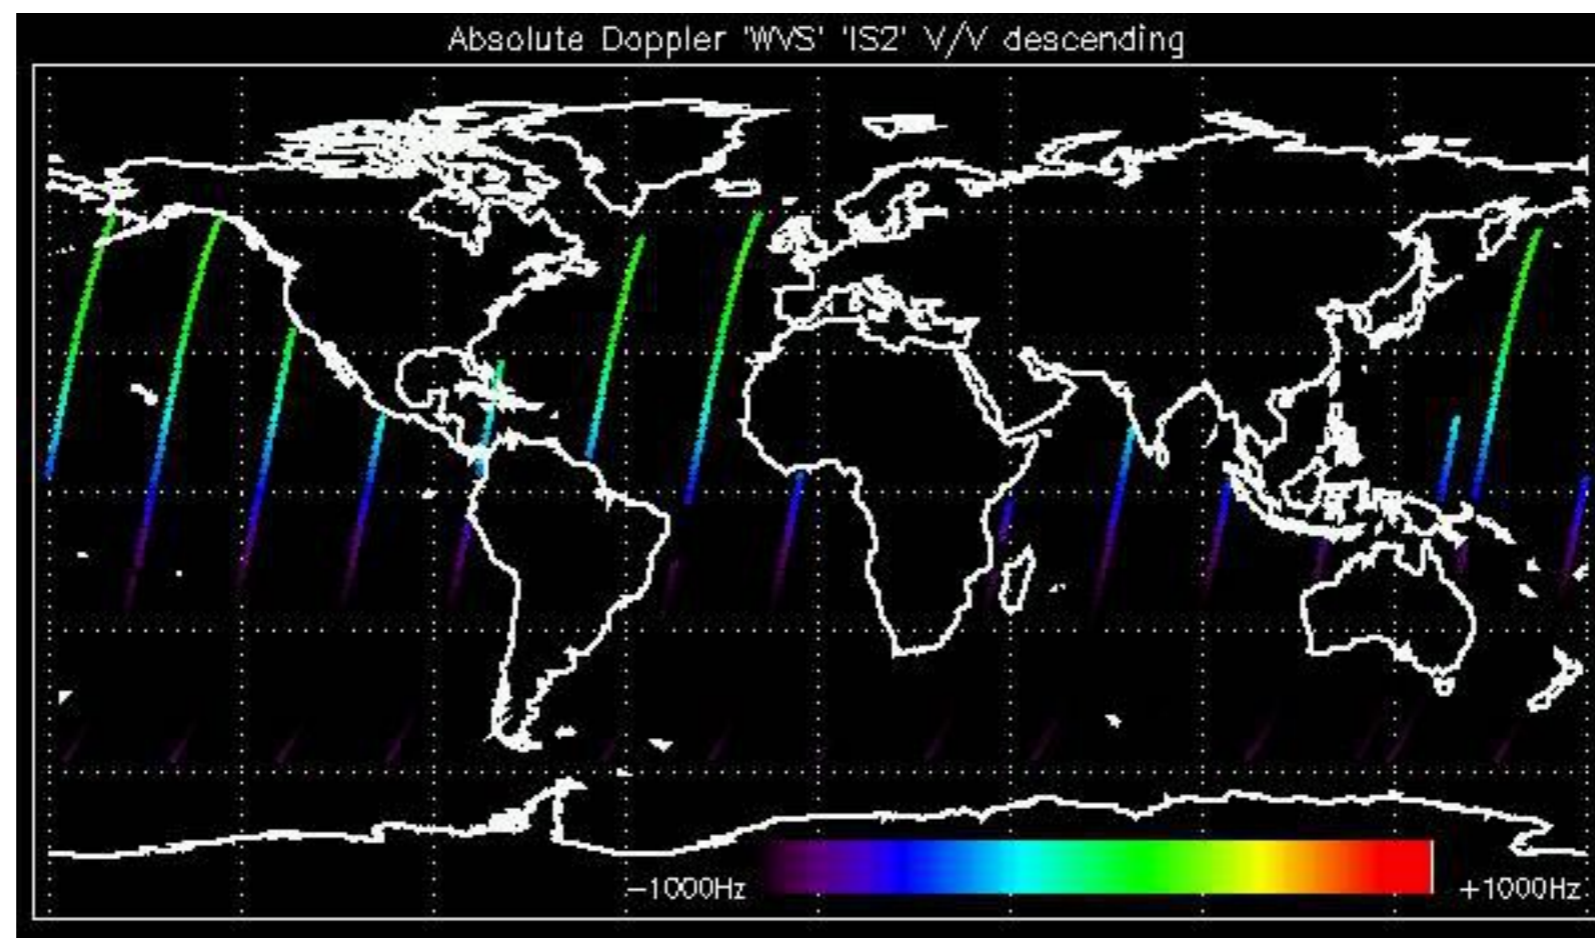 Absolute Doppler 'WVS' 'IS2' V/V descending
-1000Hz +1000Hz